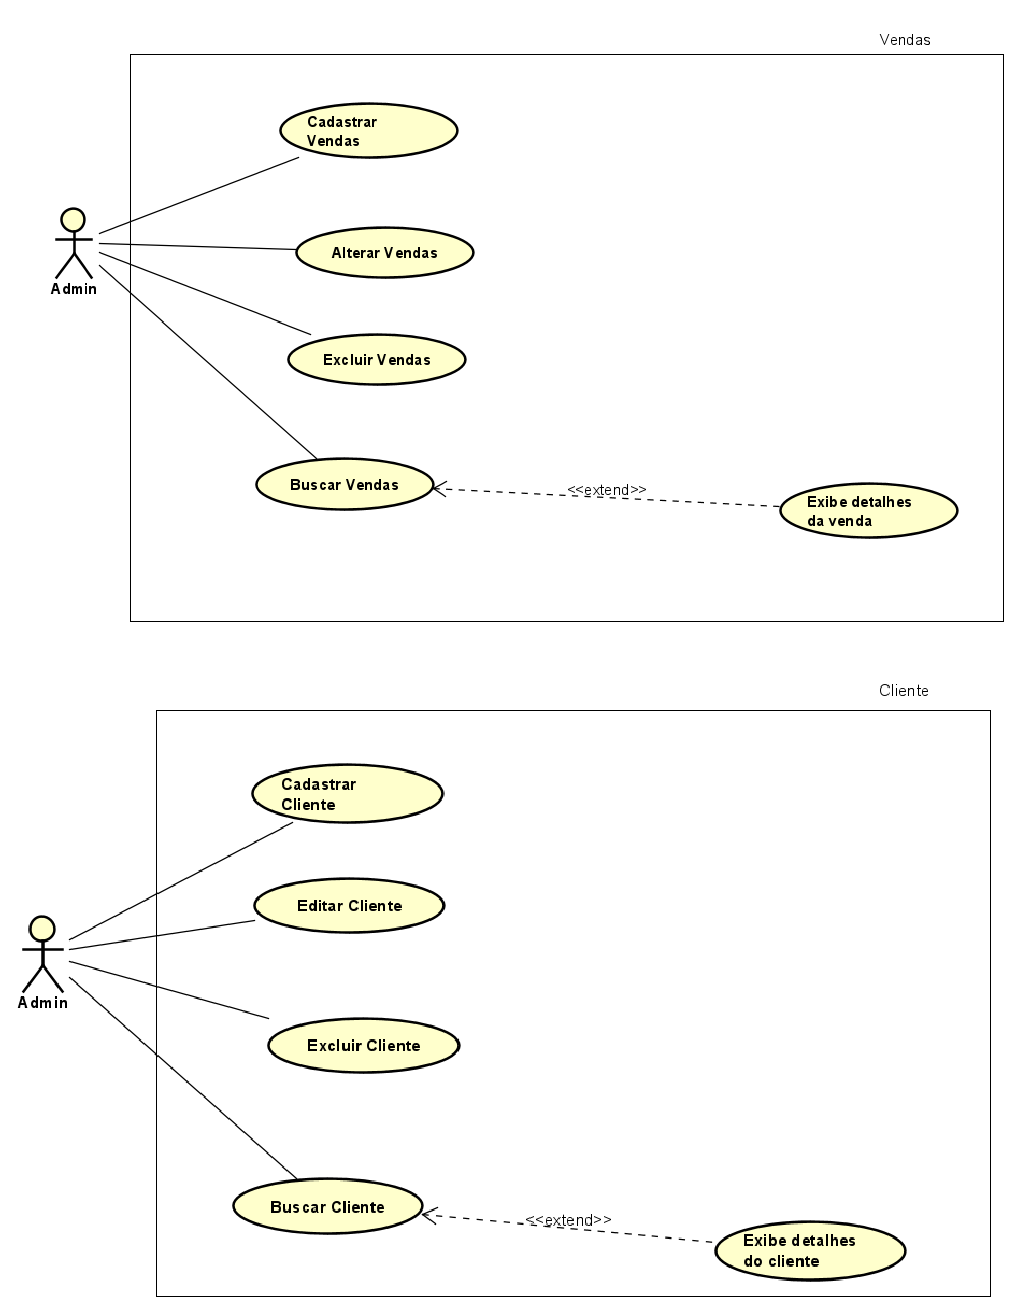 Vendas
Cadastrar
Vendas
Admin
Alterar Vendas
Excluir Vendas
Buscar Vendas
<<extend>>
Exibe detalhes
da venda
Cliente
Cadastrar
Cliente
Editar Cliente
Admin
Excluir Cliente
Buscar Cliente
<<extend>>
Exibe detalhes
do cliente